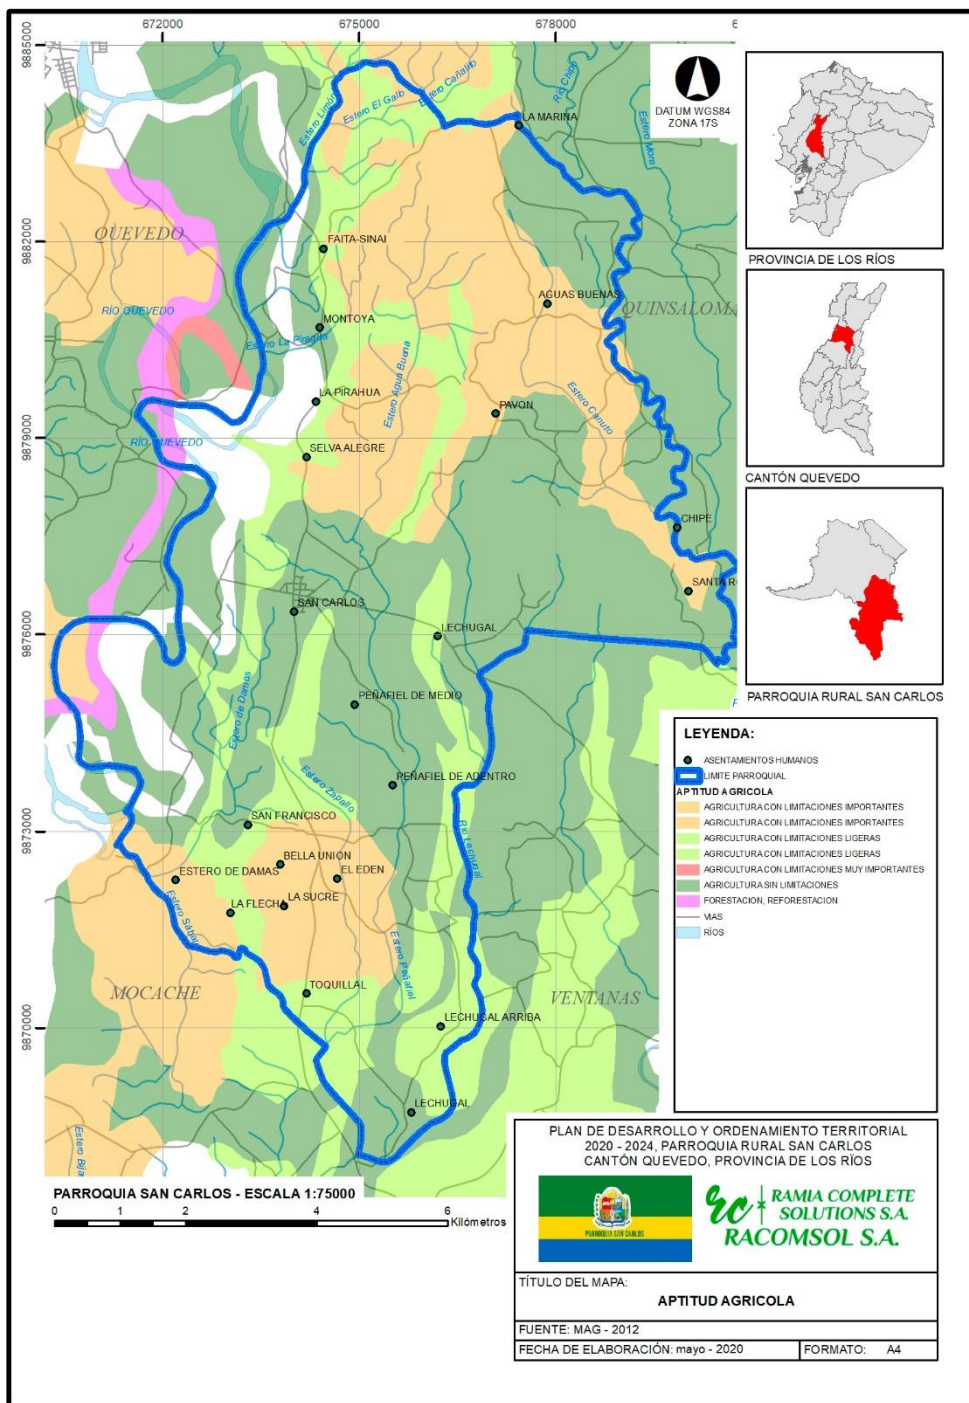 672000
675000
678000
6
9885000
9882000
9879000
9876000
9873000
9870000
DATUM WGS84
ZONA 17S
Estero Limón
Estero El Gaib
Estero Cañalito
Río Chipe
Estero Mora
LA MARINA
QUEVEDO
FAITA-SINAI
AGUAS BUENAS
QUINSALOMA
RÍO QUEVEDO
MONTOYA
Estero La Piragua
Estero Agua Buena
LA PIRAHUA
PAVON
Estero Canuto
RÍO QUEVEDO
SELVA ALEGRE
CHIPE
SANTA R
SAN CARLOS
LECHUGAL
Estero de Damas
PEÑAFIEL DE MEDIO
Estero Zapallo
PEÑAFIEL DE ADENTRO
SAN FRANCISCO
Río Lechugal
BELLA UNION
ESTERO DE DAMAS
EL EDEN
LA SUCRE
LA FLECHA
Estero Sábalo
Estero Peñafiel
MOCACHE
TOQUILLAL
VENTANAS
LECHUGAL ARRIBA
LECHUGAL
PARROQUIA SAN CARLOS - ESCALA 1:75000
0 1 2 4 6
Kilómetros
PROVINCIA DE LOS RÍOS
CANTÓN QUEVEDO
PARROQUIA RURAL SAN CARLOS
LEYENDA:
ASENTAMIENTOS HUMANOS
LIMITE PARROQUIAL
APTITUD AGRICOLA
AGRICULTURA CON LIMITACIONES IMPORTANTES
AGRICULTURA CON LIMITACIONES IMPORTANTES
AGRICULTURA CON LIMITACIONES LIGERAS
AGRICULTURA CON LIMITACIONES LIGERAS
AGRICULTURA CON LIMITACIONES MUY IMPORTANTES
AGRICULTURA SIN LIMITACIONES
FORESTACION, REFORESTACION
VIAS
RÍOS
PLAN DE DESARROLLO Y ORDENAMIENTO TERRITORIAL
2020 - 2024, PARROQUIA RURAL SAN CARLOS
CANTÓN QUEVEDO, PROVINCIA DE LOS RÍOS
PARROQUIA SAN CARLOS
rc RAMIA COMPLETE
SOLUTIONS S.A.
RACOMSOL S.A.
TÍTULO DEL MAPA:
APTITUD AGRICOLA
FUENTE: MAG - 2012
FECHA DE ELABORACIÓN: mayo - 2020
FORMATO: A4